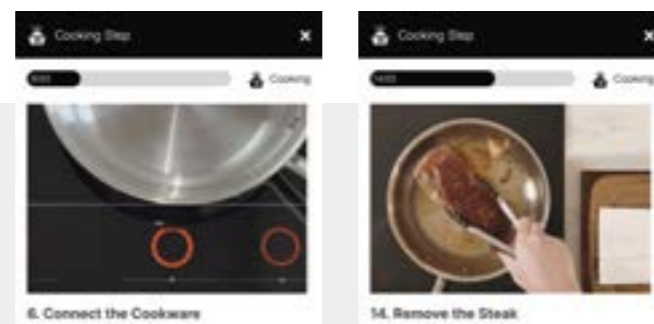 Cooking Step
Cooking
6. Connect the Cookware
Cooking Step
Cooking
14. Remove the Steak